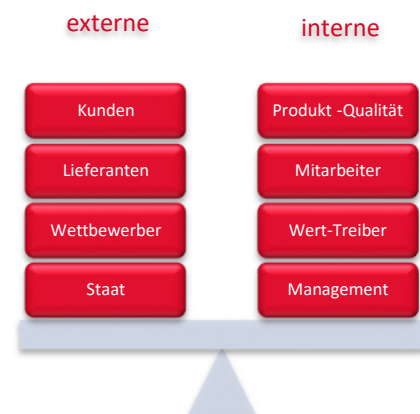 externe
interne
Kunden
Produkt -Qualität
Lieferanten
Mitarbeiter
Wettbewerber
Wert-Treiber
Staat
Management